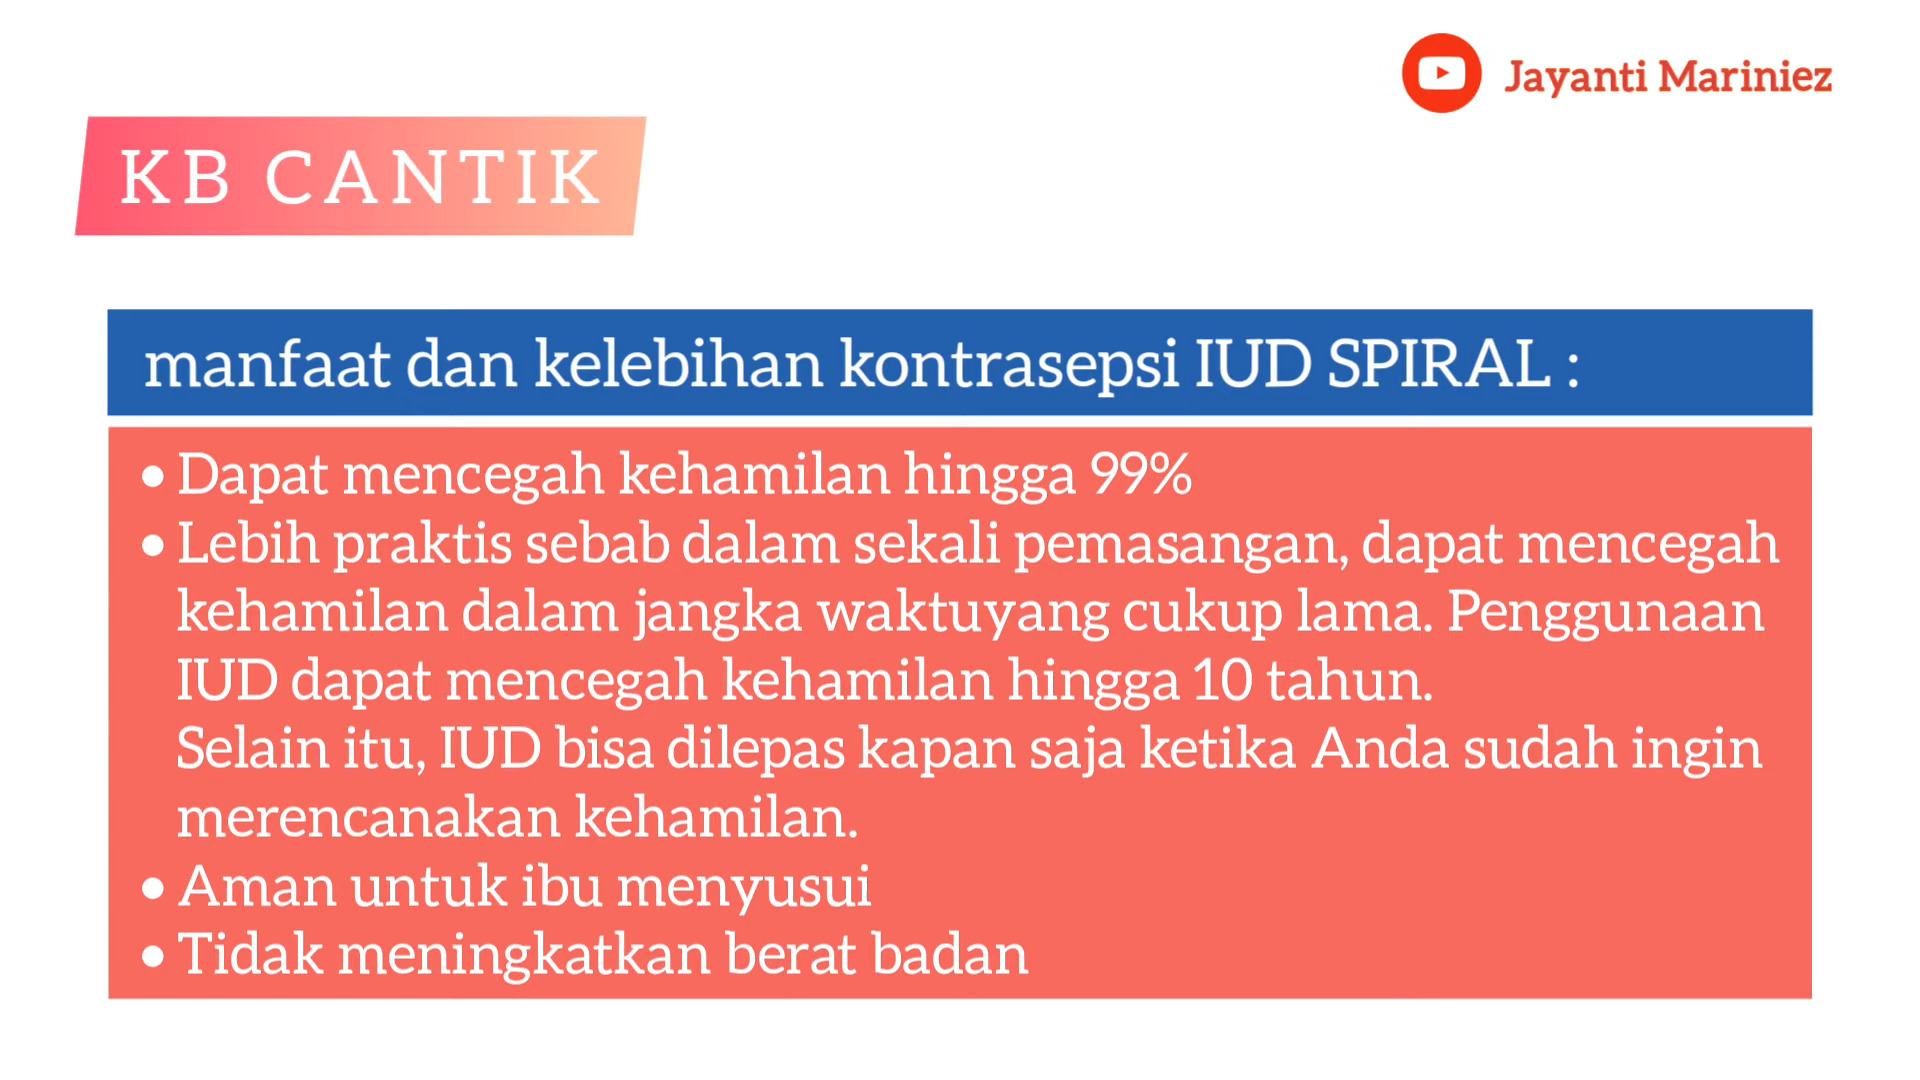 Jayanti Mariniez
KB CANTIK
manfaat dan kelebihan kontrasepsi IUD SPIRAL :
• Dapat mencegah kehamilan hingga 99%
• Lebih praktis sebab dalam sekali pemasangan, dapat mencegah
kehamilan dalam jangka waktuyang cukup lama. Penggunaan
IUD dapat mencegah kehamilan hingga 10 tahun.
Selain itu, IUD bisa dilepas kapan saja ketika Anda sudah ingin
merencanakan kehamilan.
• Aman untuk ibu menyusui
• Tidak meningkatkan berat badan